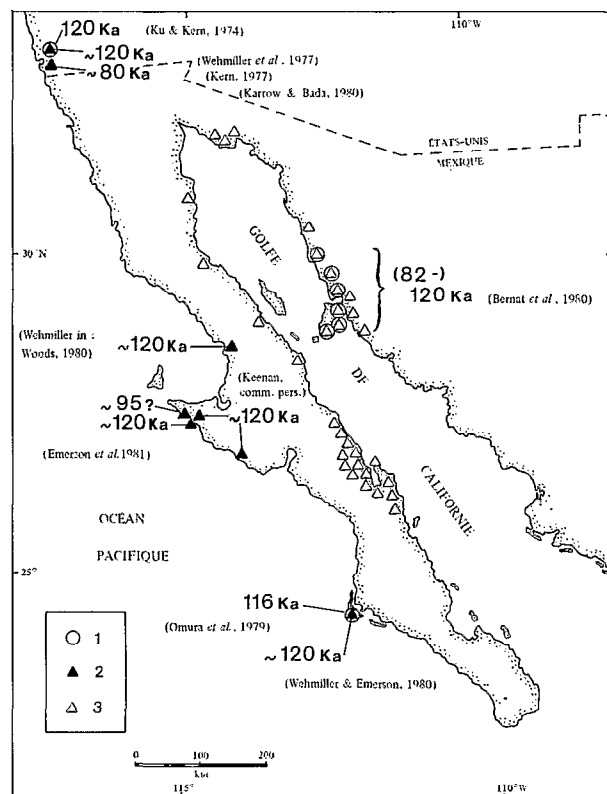 120 Ka (Ku & Kern, 1974)
110°W
~120 Ka
(Wehmiller et al. 1977)
~80 Ka
(Kern. 1977)
(Karrow & Bada, 1980)
ÉTATS-UNIS
MEXIQUE
30°N
GOLFE
DE
CALIFORNIE
(82-)
120 Ka (Bernat et al, 1980)
(Wehmiller in :
Woods, 1980)
~120 Ka
(Keenan,
comm. pers.)
~95?
~120 Ka
~120 Ka
(Emerson et al. 1981)
OCÉAN
PACIFIQUE
25°
116 Ka
(Omura et al., 1979)
~120 Ka
(Wehmiller & Emerson, 1980)
1
2
3
0 100 200
km
115°
110°W